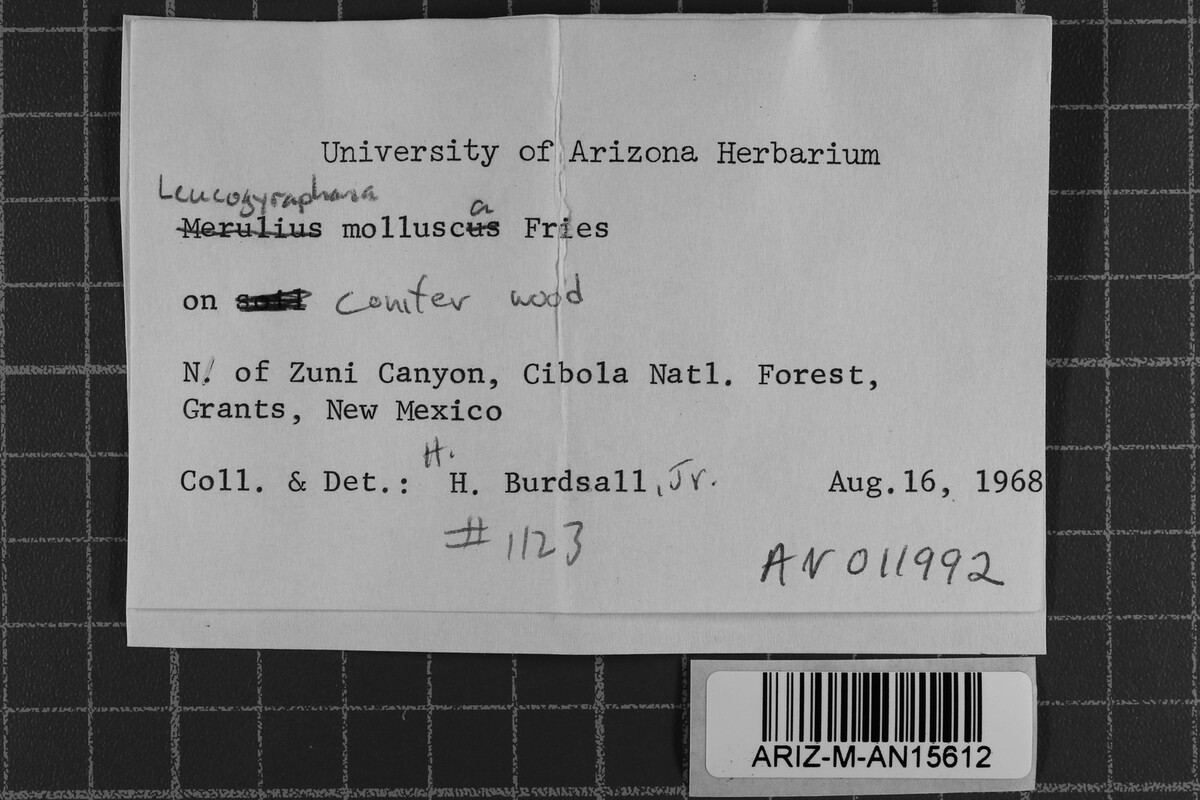 University of Arizona Herbarium
Leucogyraphana
Merulius molluscus a Fries
on soil conifer wood
N. of Zuni Canyon, Cibola Natl. Forest,
Grants, New Mexico
Coll. & Det.: H. H. Burdsall, Jr. Aug. 16, 1968
#1123
AN 011992
ARIZ-M-AN15612